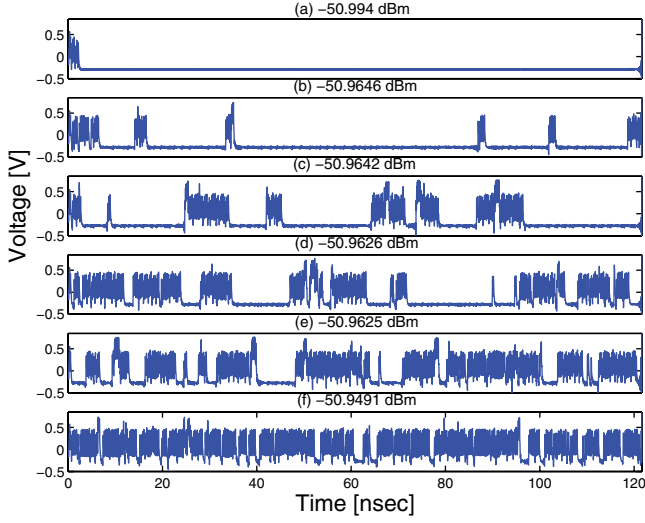 (a) −50.994 dBm
0.5
0
−0.5
(b) −50.9646 dBm
0.5
0
−0.5
(c) −50.9642 dBm
0.5
0
−0.5
(d) −50.9626 dBm
0.5
0
−0.5
(e) −50.9625 dBm
0.5
0
−0.5
(f) −50.9491 dBm
0.5
0
−0.5
0 20 40 60 80 100 120
Time [nsec]
Voltage [V]